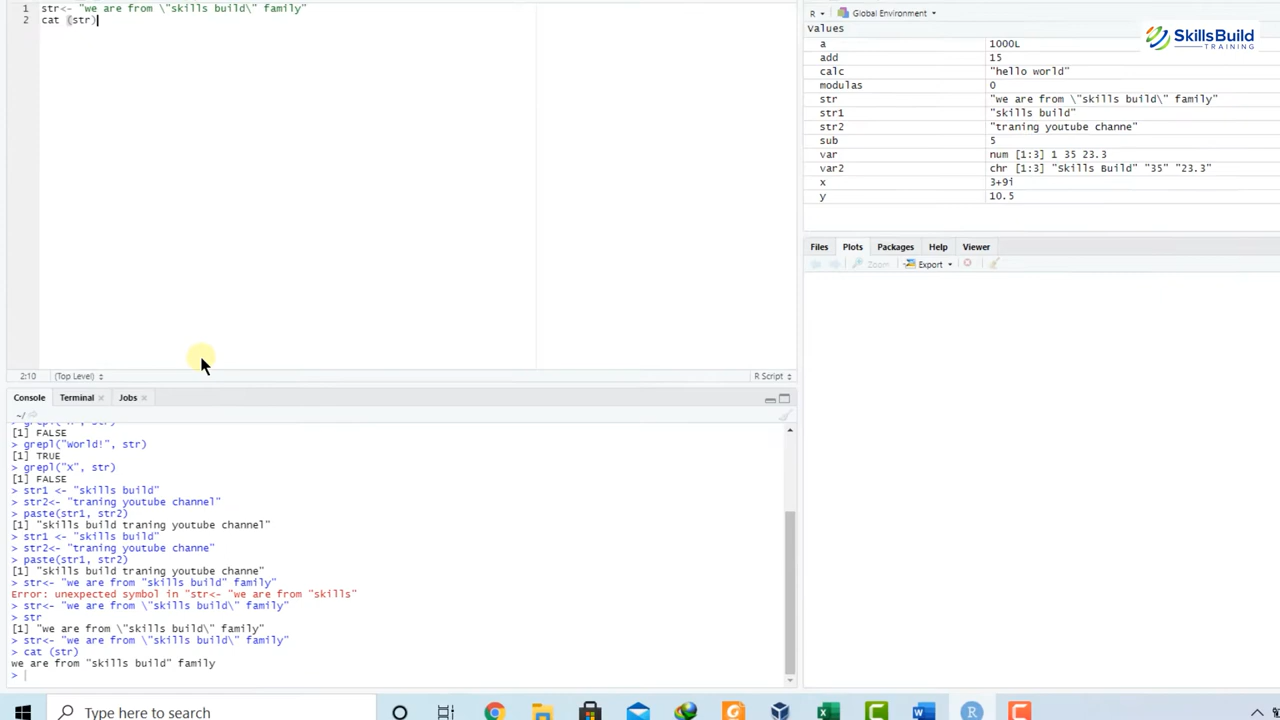 1 str<- "we are from \"skills build\" family"
2 cat (str)
2:10 (Top Level) R Script
Console Terminal Jobs
~/
[1] FALSE
> grepl("World!", str)
[1] TRUE
> grepl("X", str)
[1] FALSE
> str1 <- "skills build"
> str2<- "traning youtube channel"
> paste(str1, str2)
[1] "skills build traning youtube channel"
> str1 <- "skills build"
> str2<- "traning youtube channe"
> paste(str1, str2)
[1] "skills build traning youtube channe"
> str<- "we are from "skills build" family"
Error: unexpected symbol in "str<- "we are from "skills"
> str<- "we are from \"skills build\" family"
> str
[1] "we are from \"skills build\" family"
> str<- "we are from \"skills build\" family"
> cat (str)
we are from "skills build" family
>
R Global Environment
Values
SkillsBuild
TRAINING
a 1000L
add 15
calc "hello world"
modulas 0
str "we are from \"skills build\" family"
str1 "skills build"
str2 "traning youtube channe"
sub 5
var num [1:3] 1 35 23.3
var2 chr [1:3] "Skills Build" "35" "23.3"
x 3+9i
y 10.5
Files Plots Packages Help Viewer
Zoom Export
Type here to search